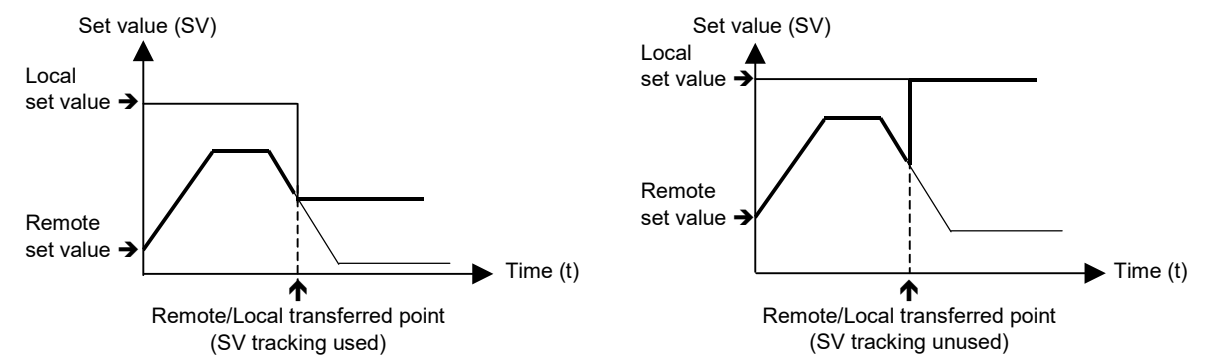 Set value (SV)
Local
set value ➔
Remote
set value ➔
Time (t)
Remote/Local transferred point
(SV tracking used)
Set value (SV)
Local
set value ➔
Remote
set value ➔
Time (t)
Remote/Local transferred point
(SV tracking unused)